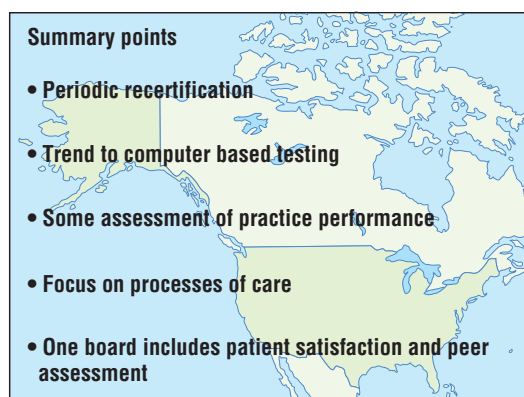 Summary points
• Periodic recertification
• Trend to computer based testing
• Some assessment of practice performance
• Focus on processes of care
• One board includes patient satisfaction and peer
assessment